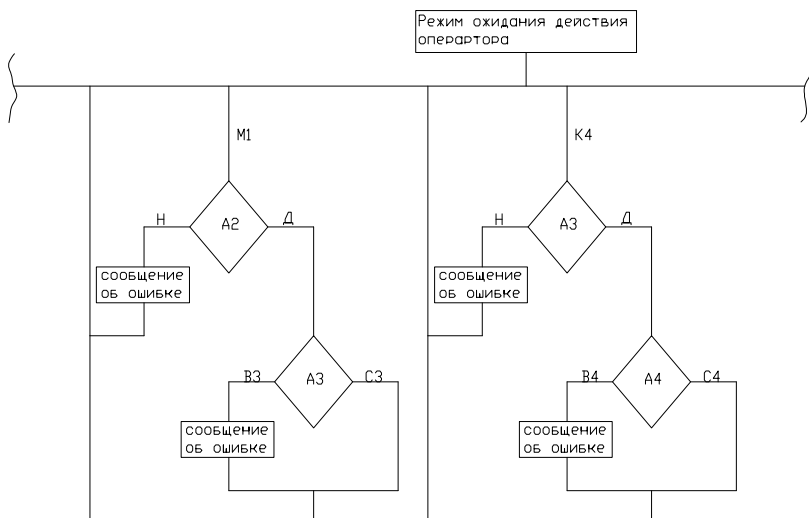 Режим ожидания действия
операртора
М1
К4
Н
А2
Д
Н
А3
Д
сообщение
об ошибке
сообщение
об ошибке
В3
А3
С3
В4
А4
С4
сообщение
об ошибке
сообщение
об ошибке